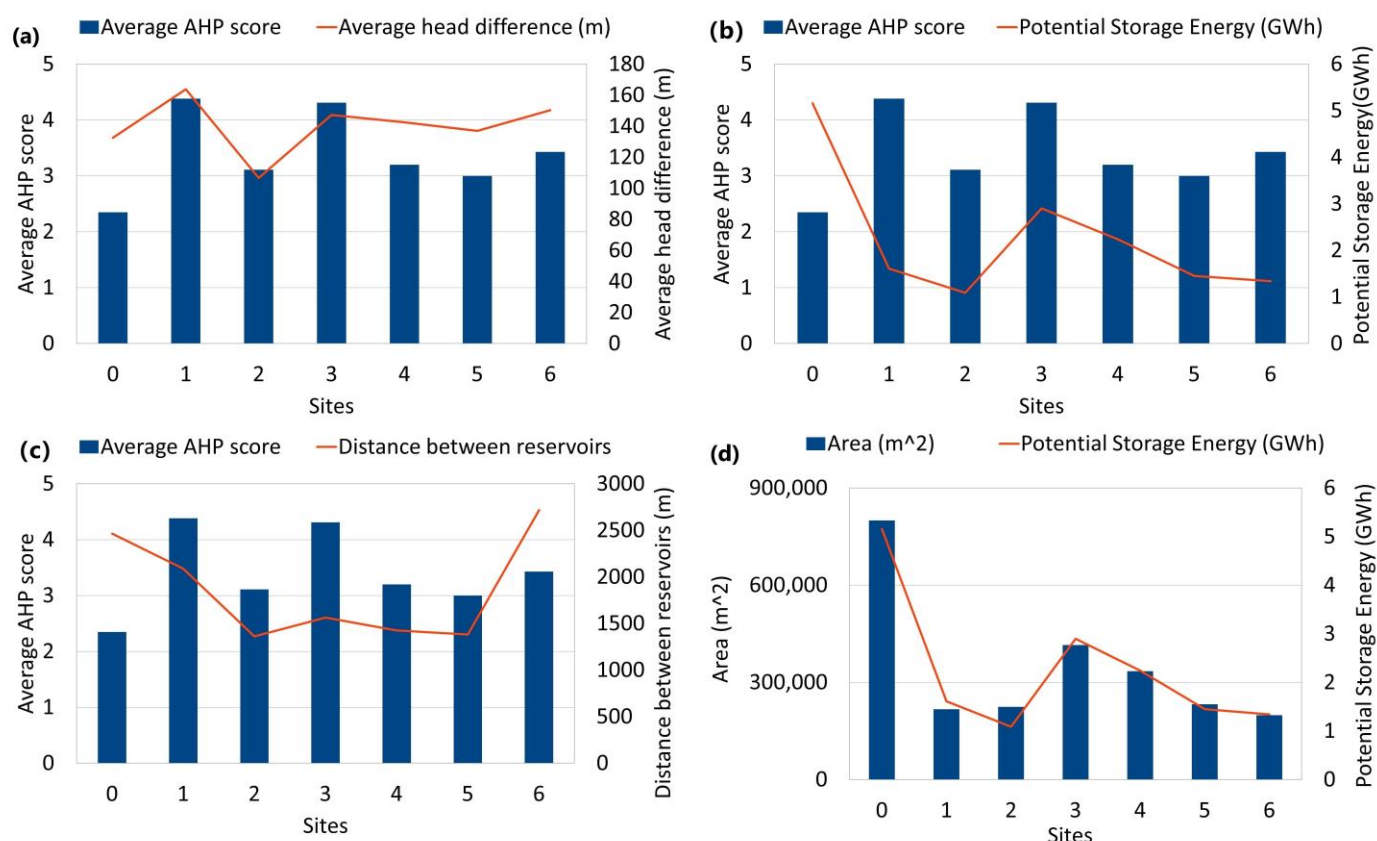 (a)
Average AHP score
Average head difference (m)
5
4
3
2
1
0
Average AHP score
180
160
140
120
100
80
60
40
20
0
Average head difference (m)
0 1 2 3 4 5 6
Sites
(b)
Average AHP score
Potential Storage Energy (GWh)
5
4
3
2
1
0
Average AHP score
6
5
4
3
2
1
0
Potential Storage Energy(GWh)
0 1 2 3 4 5 6
Sites
(c)
Average AHP score
Distance between reservoirs
5
4
3
2
1
0
Average AHP score
3000
2500
2000
1500
1000
500
0
Distance between reservoirs (m)
0 1 2 3 4 5 6
Sites
(d)
Area (m^2)
Potential Storage Energy (GWh)
900,000
600,000
300,000
0
Area (m^2)
6
5
4
3
2
1
0
Potential Storage Energy (GWh)
0 1 2 3 4 5 6
Sites